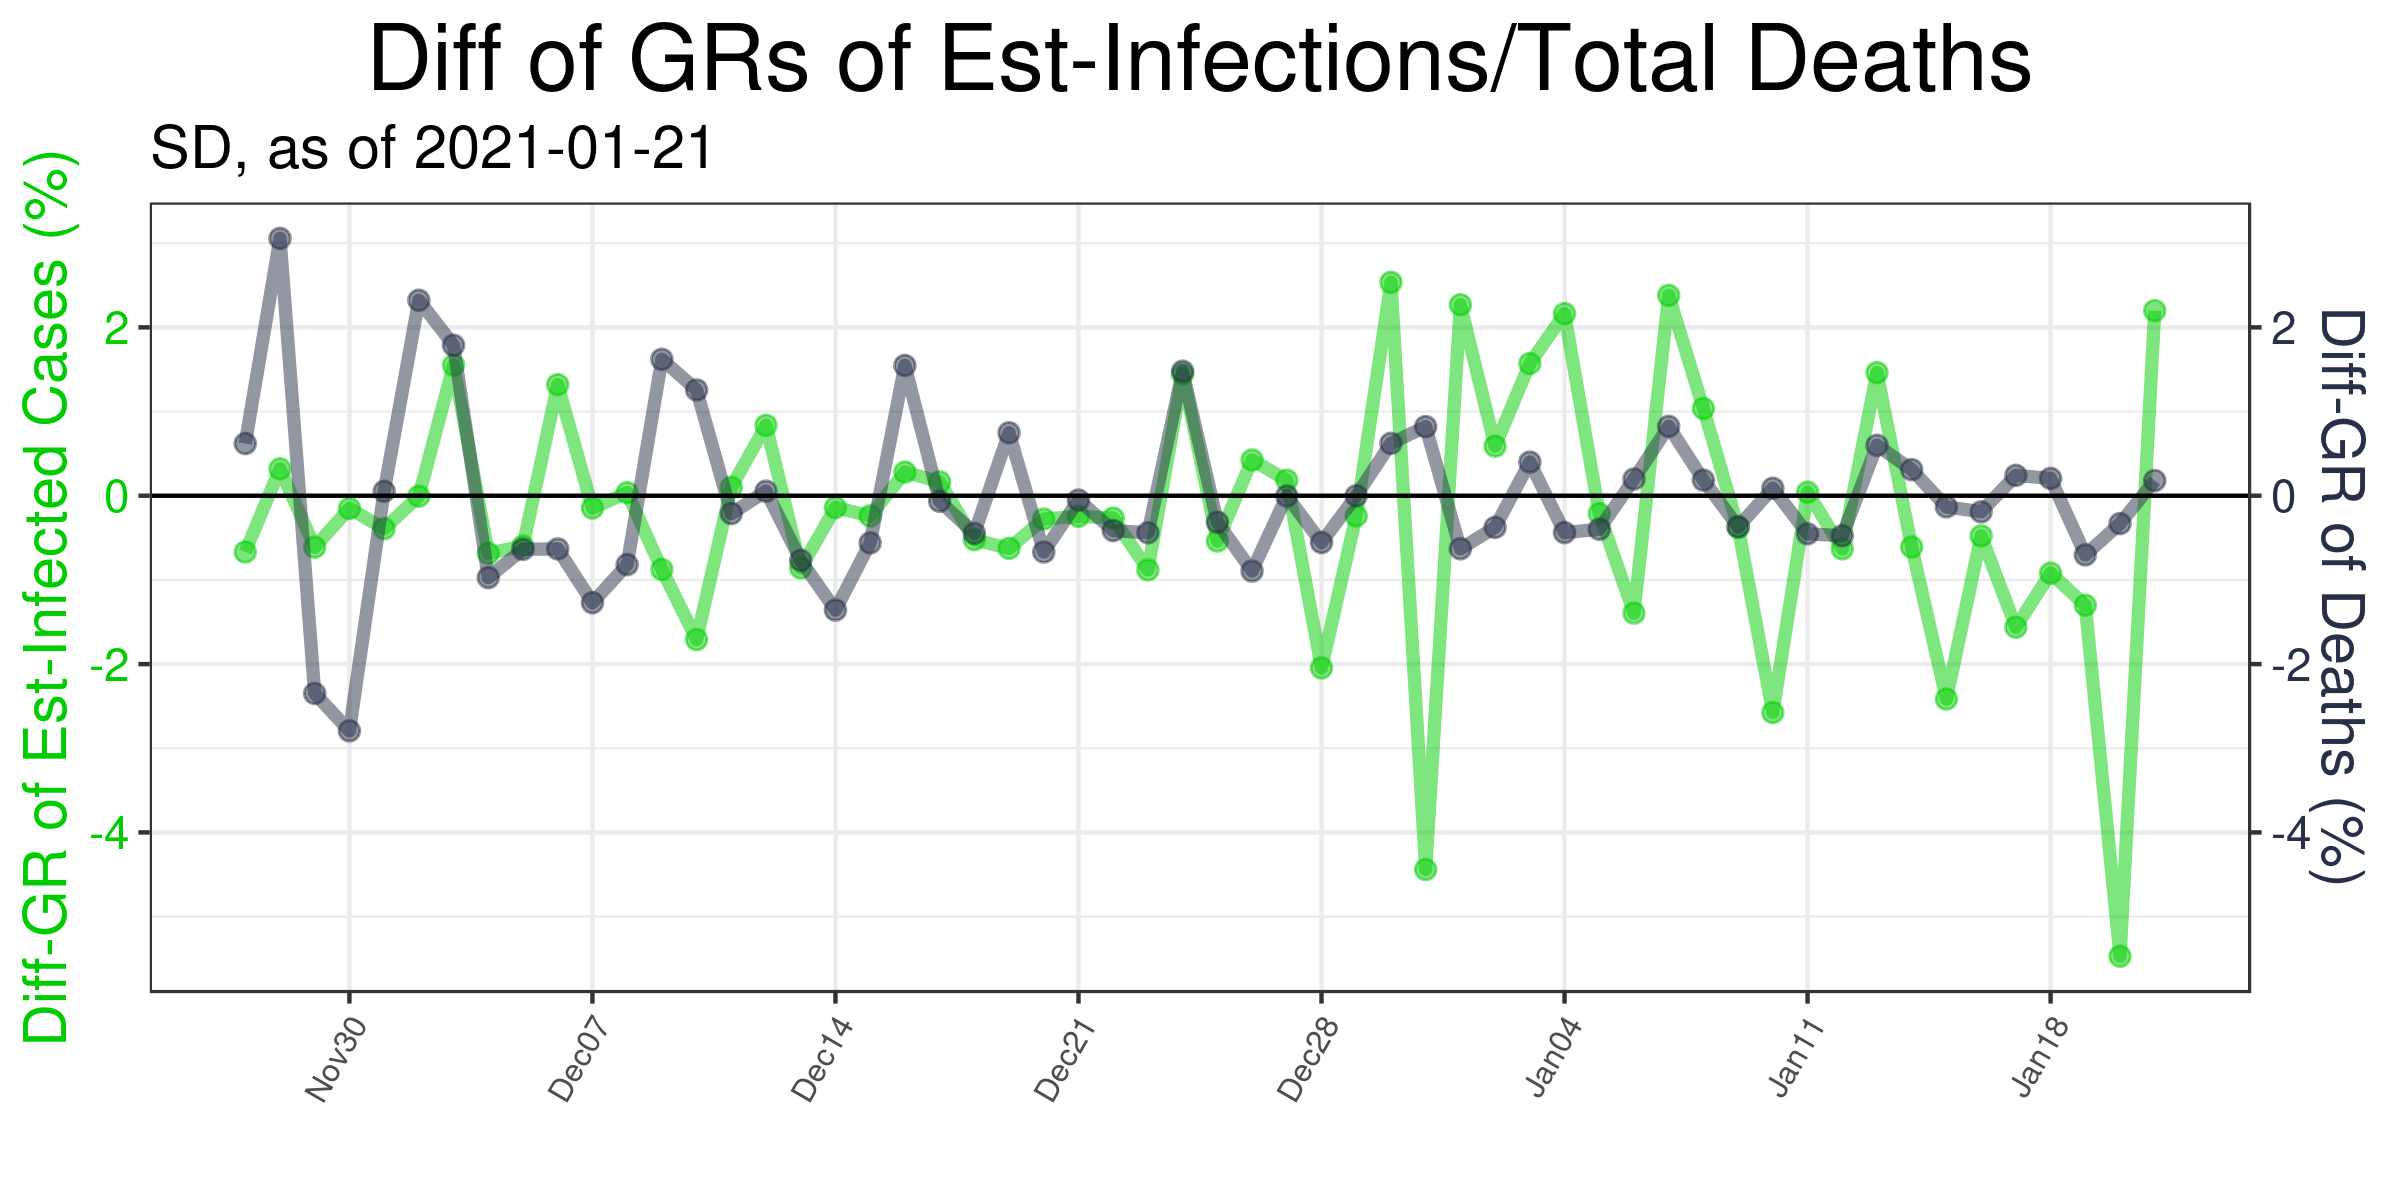 Diff of GRs of Est-Infections/Total Deaths
SD, as of 2021-01-21
Diff-GR of Est-Infected Cases (%)
2
0
-2
-4
2
0
-2
-4
Diff-GR of Deaths (%)
Nov30
Dec07
Dec14
Dec21
Dec28
Jan04
Jan11
Jan18